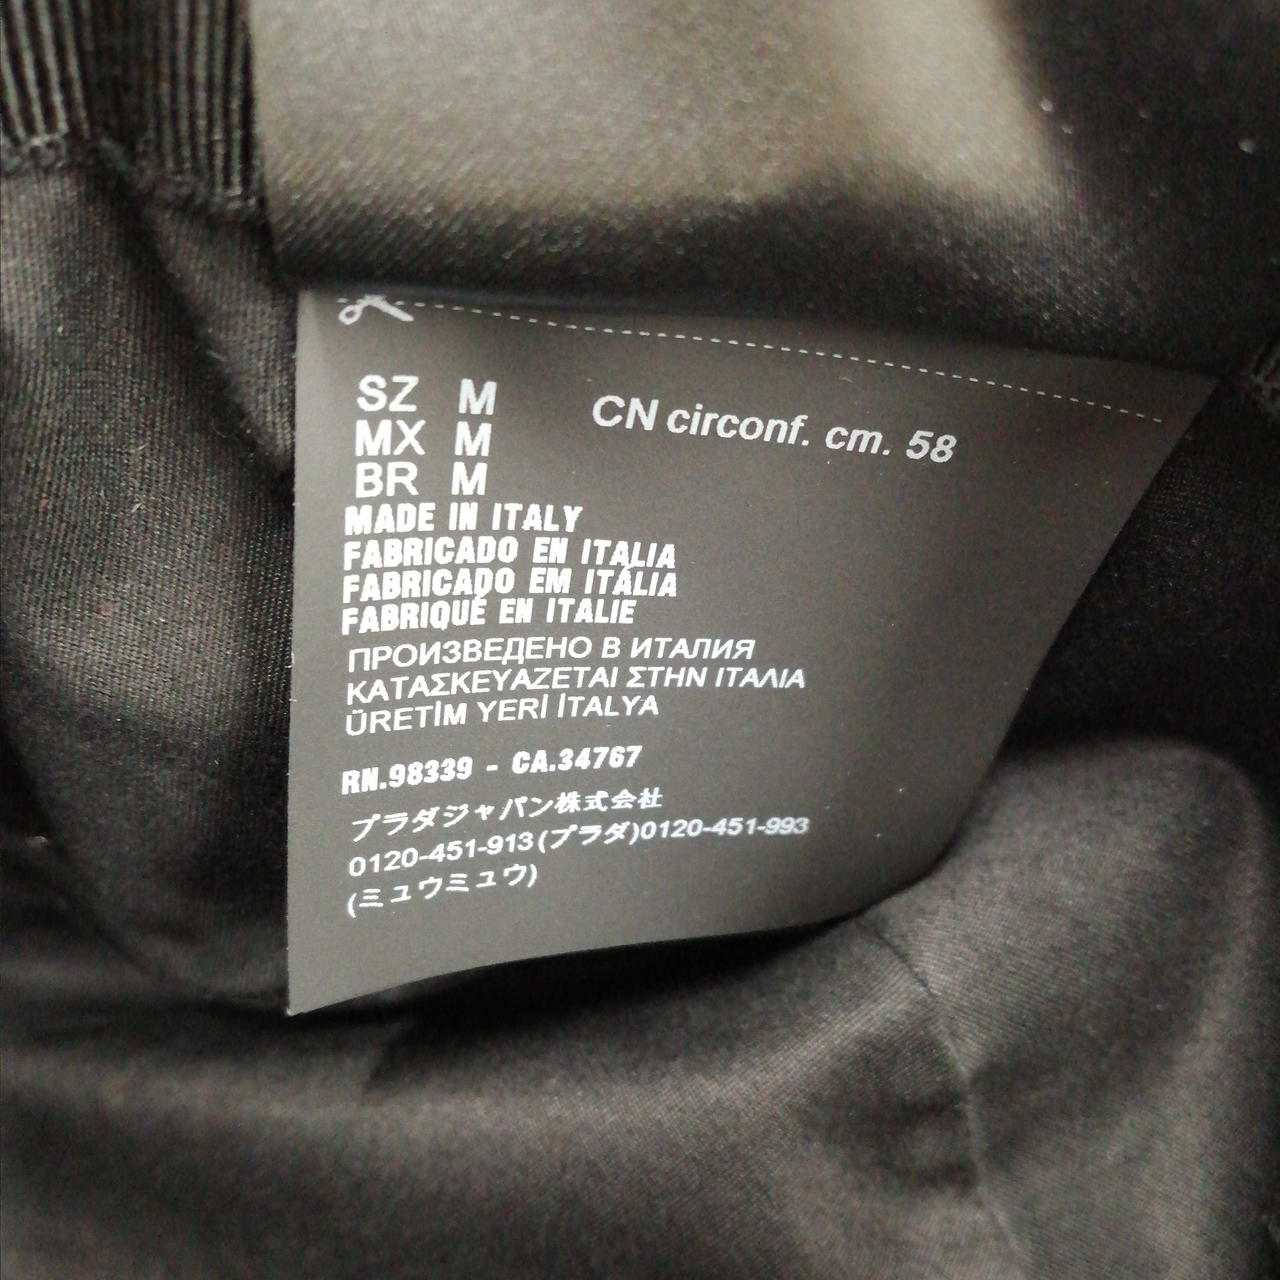 SZ M
MX M
BR M
CN circonf. cm. 58
MADE IN ITALY
FABRICADO EN ITALIA
FABRICADO EM ITÁLIA
FABRIQUÉ EN ITALIE
ПРОИЗВЕДЕНО В ИТАЛИЯ
ΚΑΤΑΣΚΕΥΑΖΕΤΑΙ ΣΤΗΝ ΙΤΑΛΙΑ
ÜRETİM YERİ İTALYA
RN.98339 - CA.34767
プラダジャパン株式会社
0120-451-913(プラダ)0120-451-993
(ミュウミュウ)